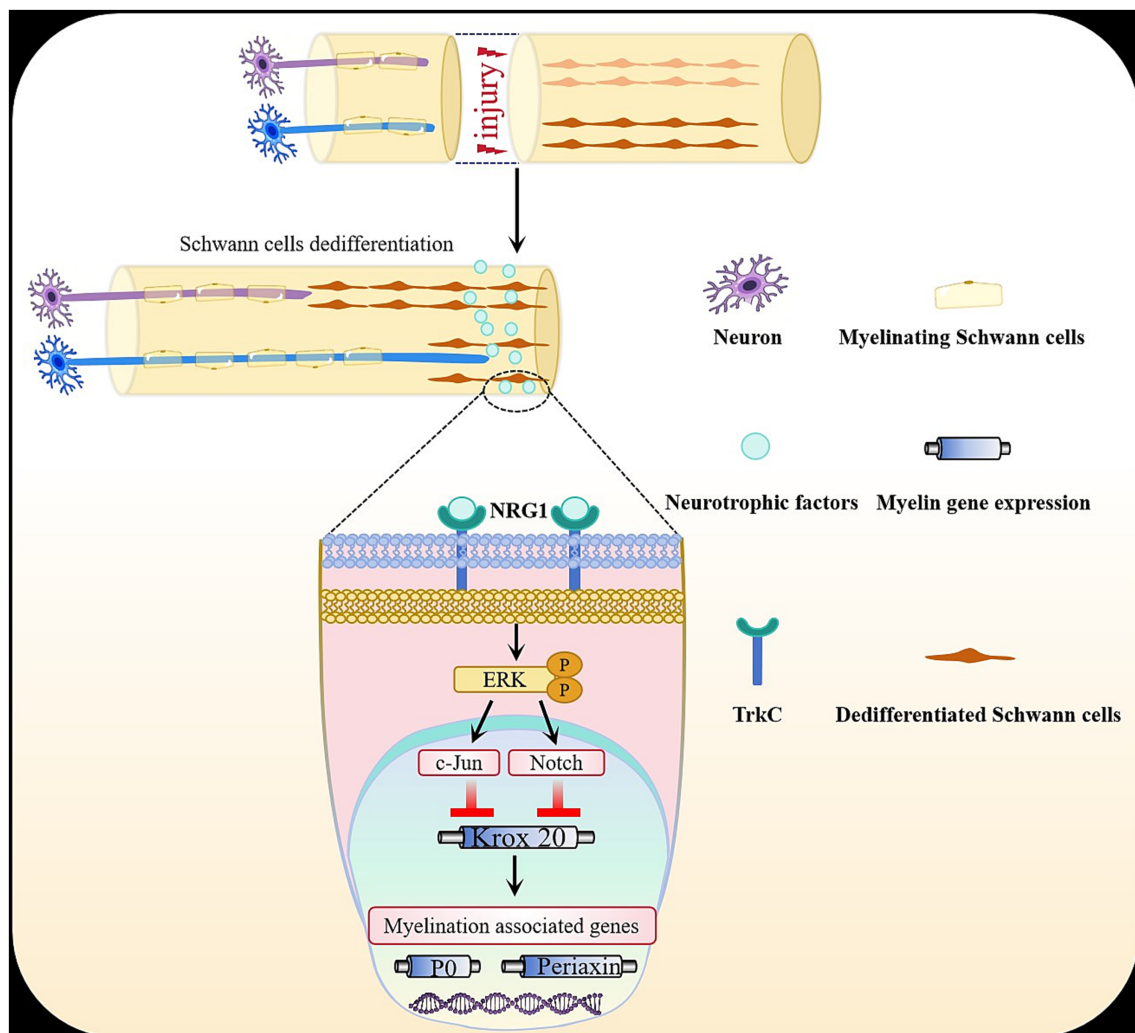 injury
Schwann cells dedifferentiation
Neuron
Myelinating Schwann cells
Neurotrophic factors
Myelin gene expression
NRG1
TrkC
Dedifferentiated Schwann cells
ERK
P
P
c-Jun
Notch
Krox 20
Myelination associated genes
P0
Periaxin